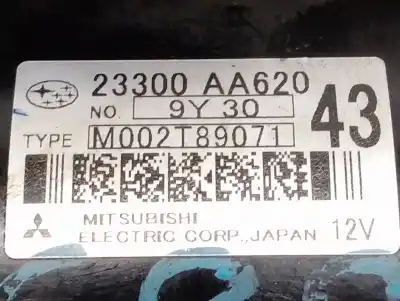 23300 AA620
NO. 9Y 30
43
TYPE M002T89071
MITSUBISHI
ELECTRIC CORP., JAPAN 12V